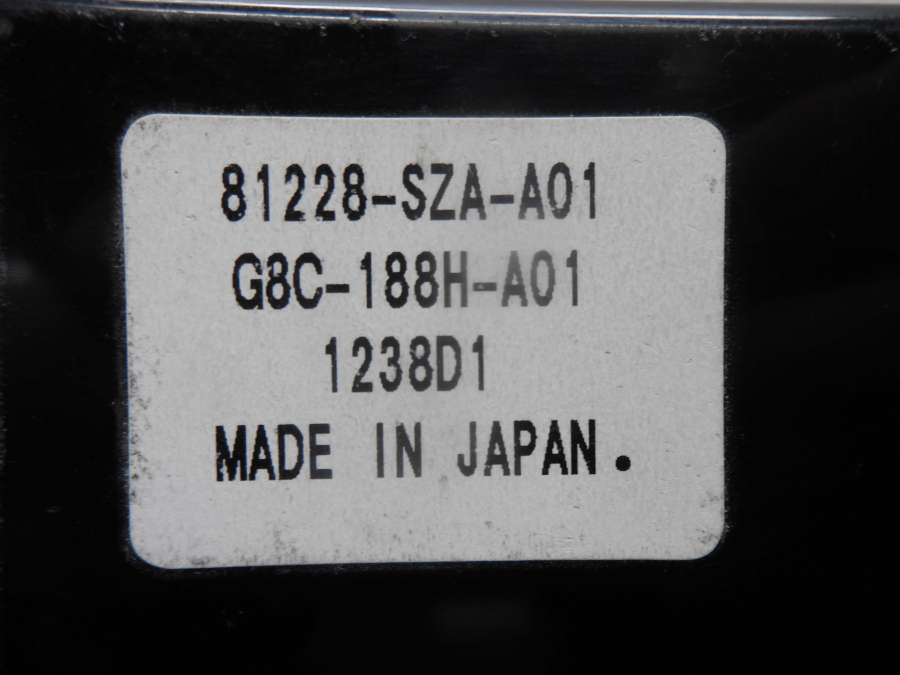 81228-SZA-A01
G8C-188H-A01
1238D1
MADE IN JAPAN.